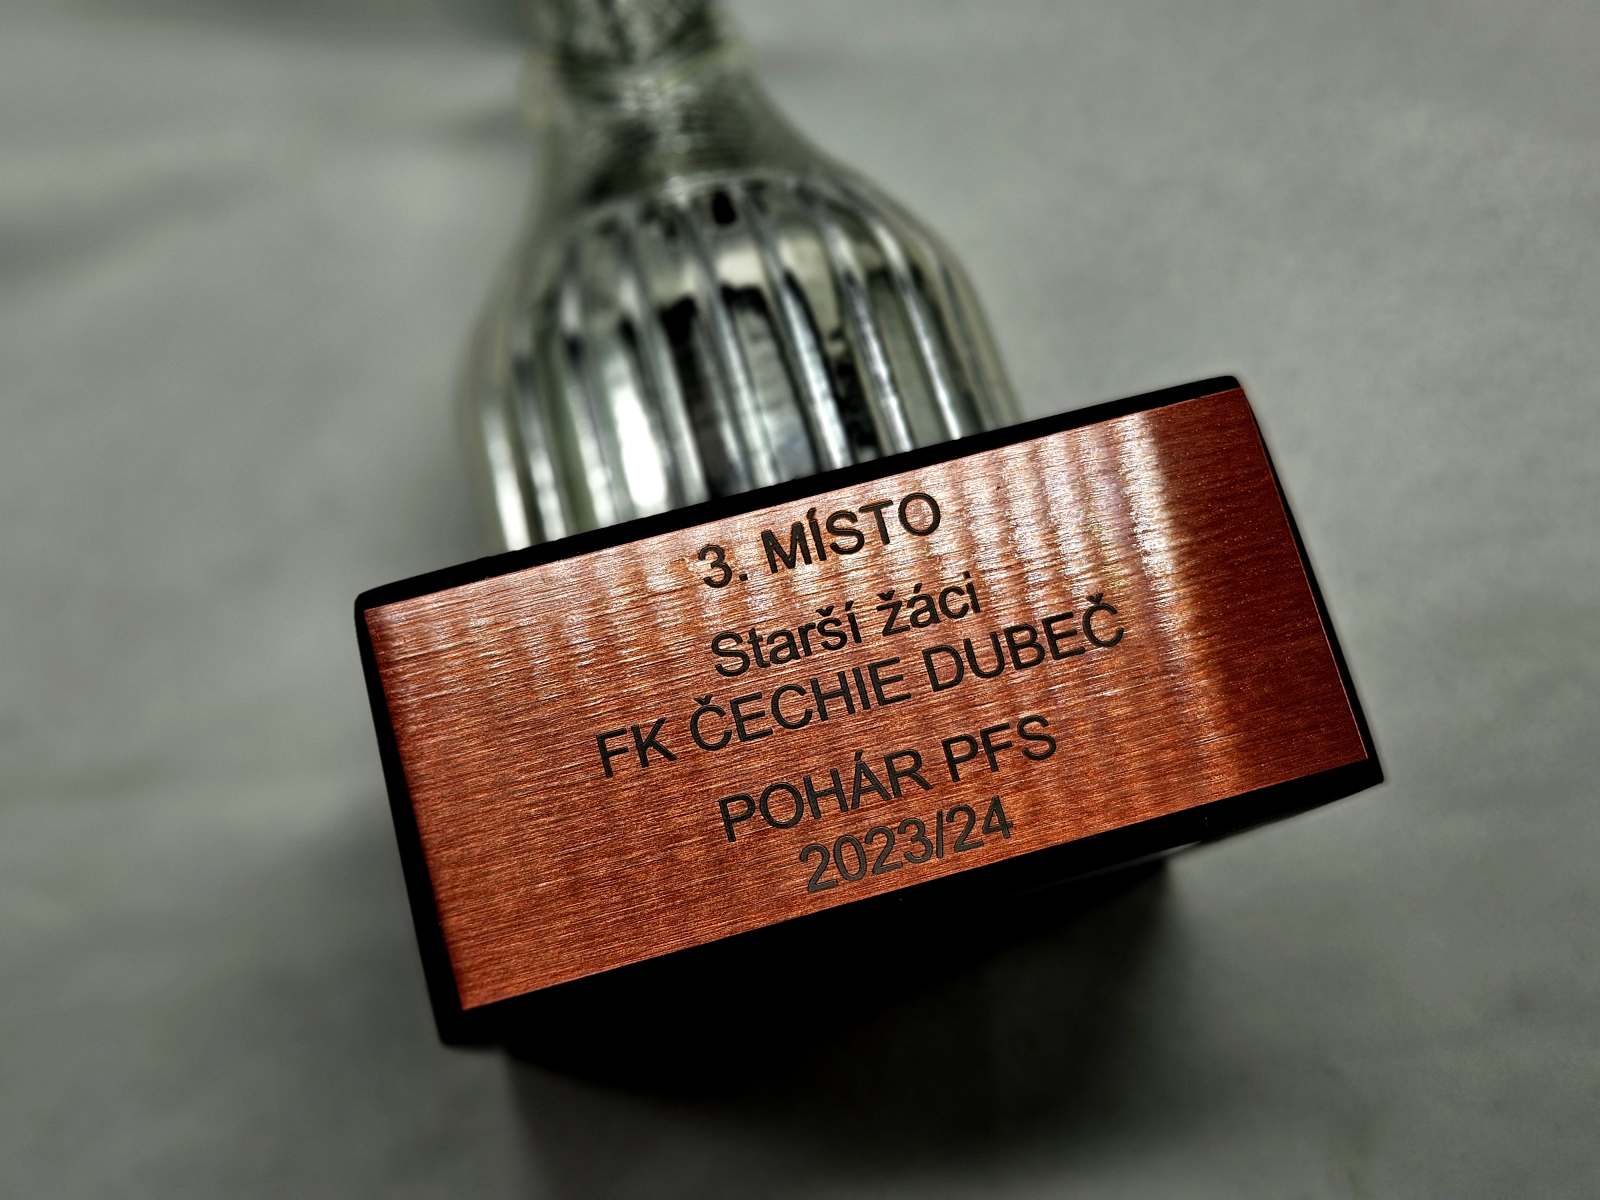 3. MÍSTO
Starší žáci
FK ČECHIE DUBEČ
POHÁR PFS
2023/24